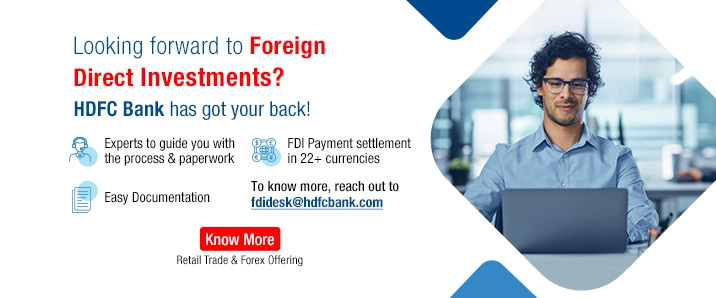 Looking forward to Foreign
Direct Investments?
HDFC Bank has got your back!
Experts to guide you with
the process & paperwork
FDI Payment settlement
in 22+ currencies
Easy Documentation
To know more, reach out to
fdidesk@hdfcbank.com
Know More
Retail Trade & Forex Offering